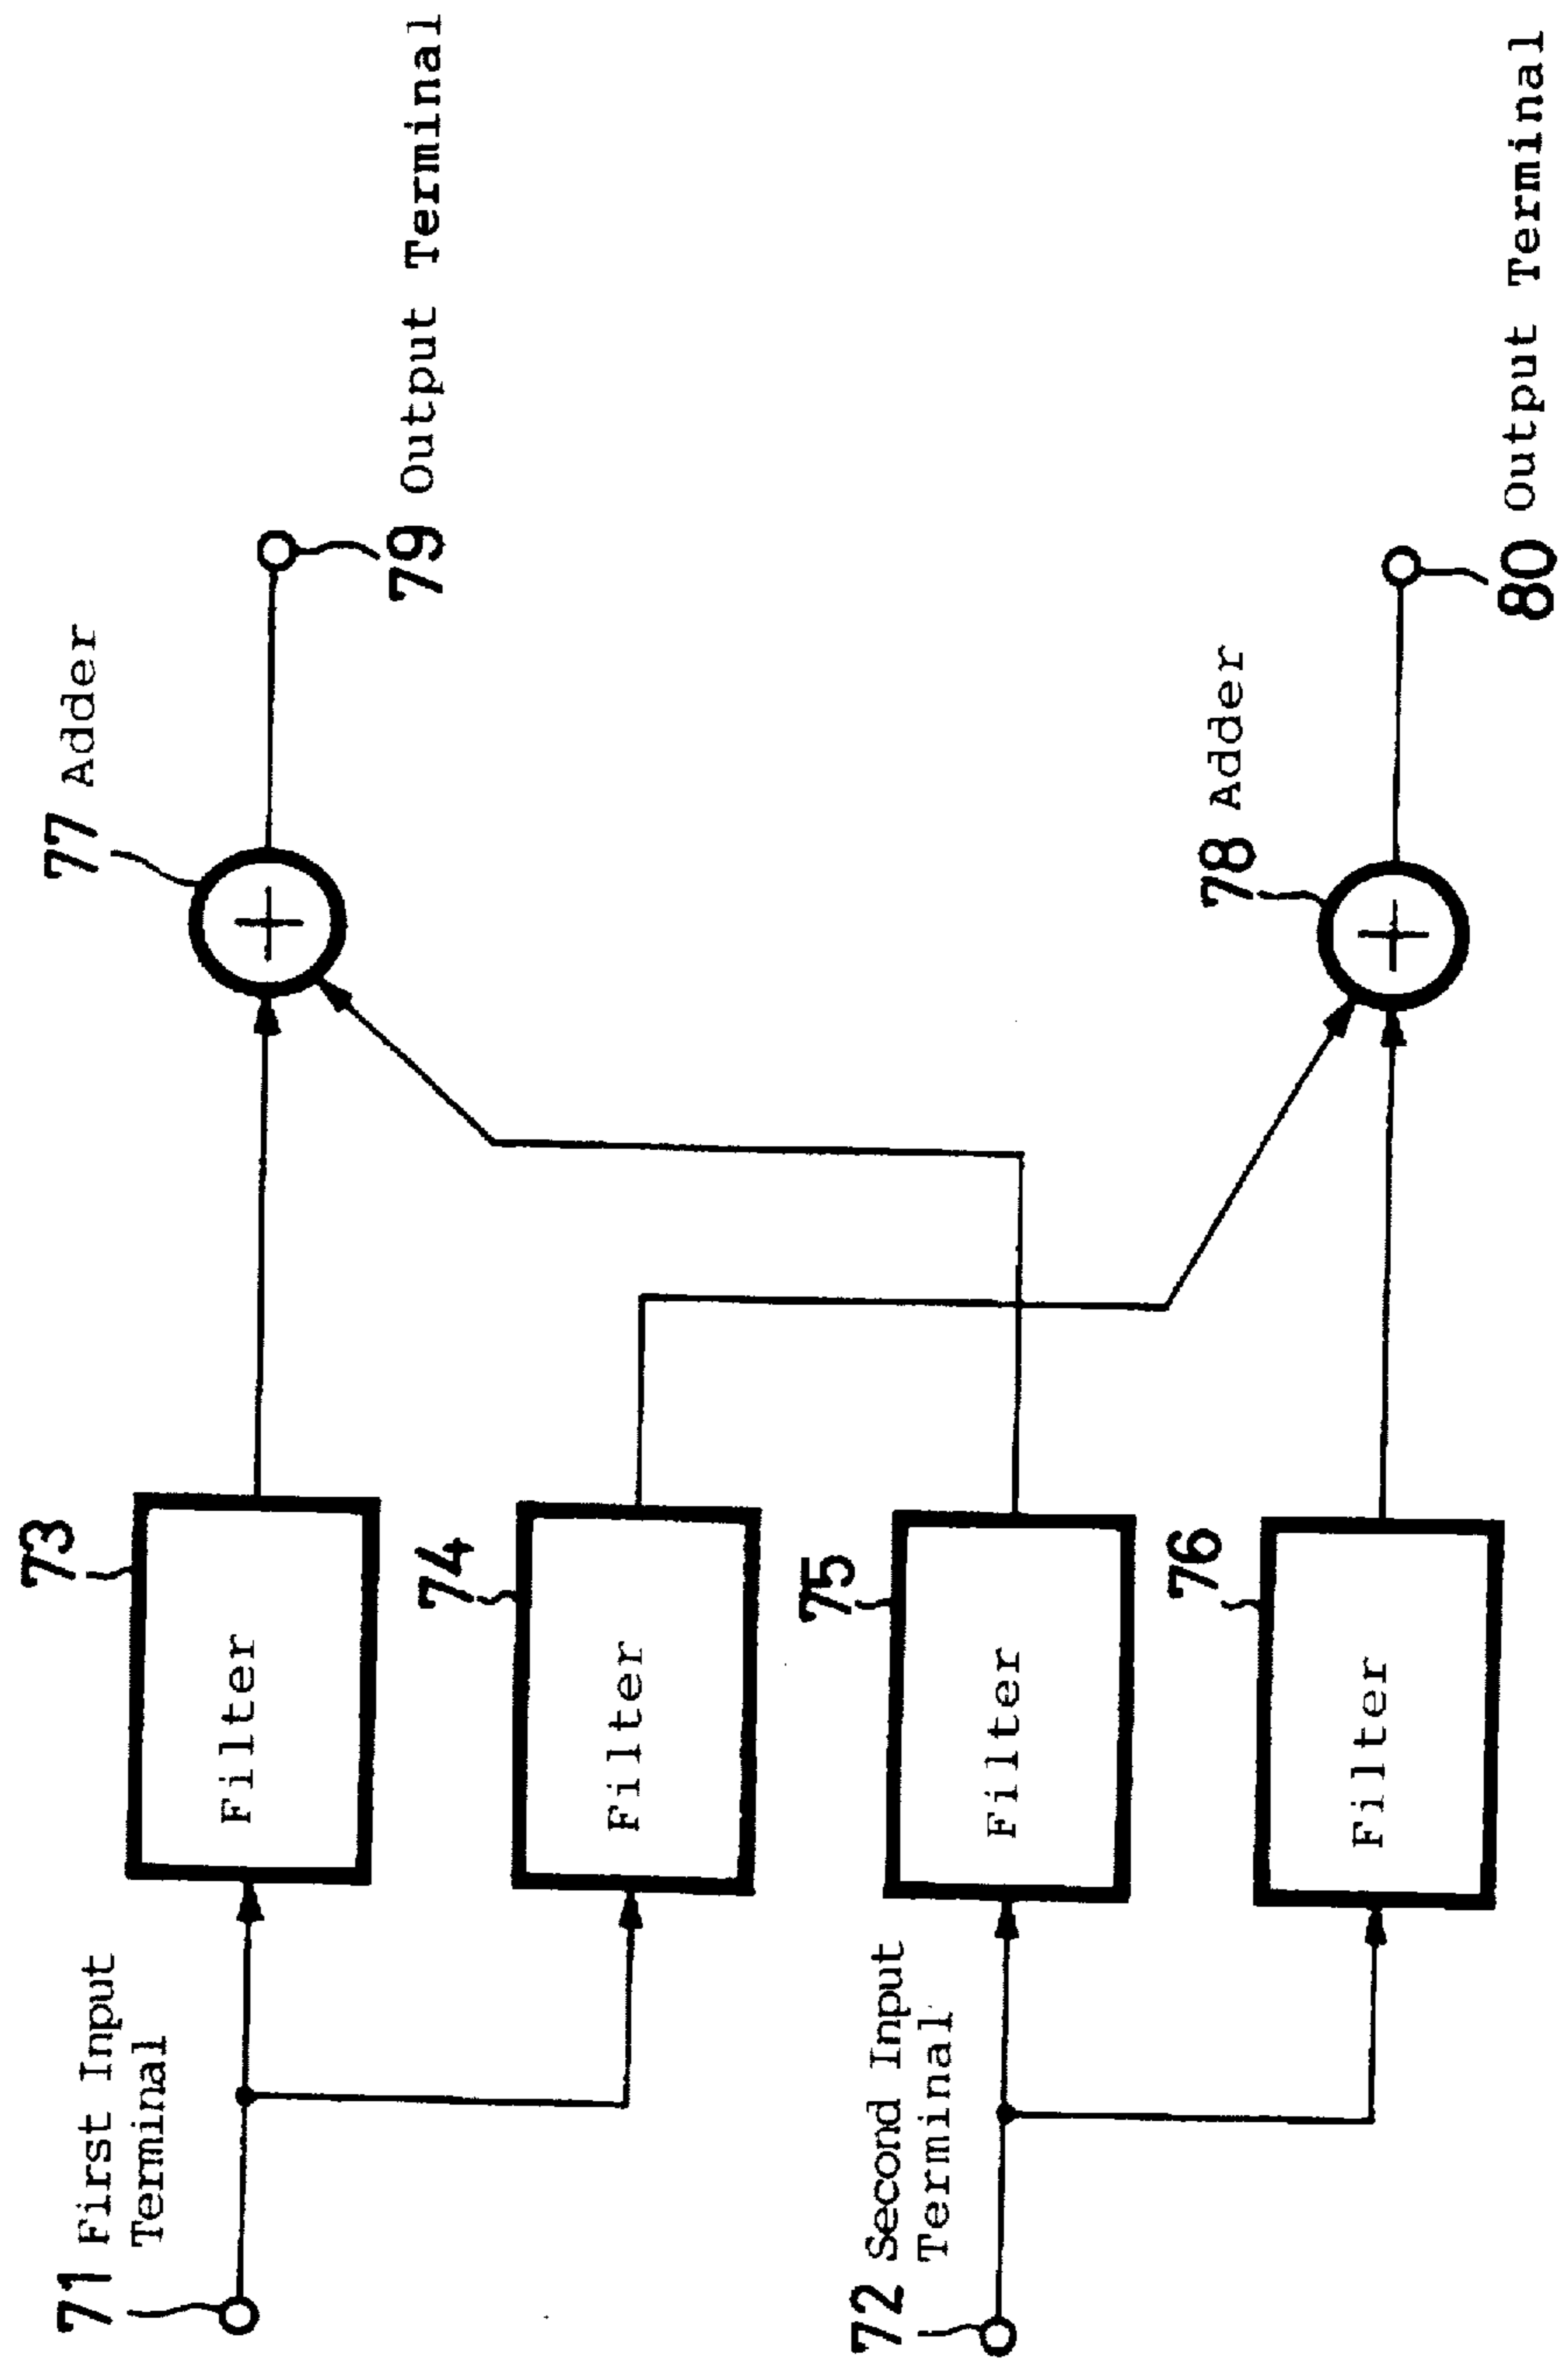 71 First Input
Terminal
73
Filter
74
Filter
77 Adder
79 Output Terminal
72 Second Input
Terminal
75
Filter
76
Filter
78 Adder
80 Output Terminal